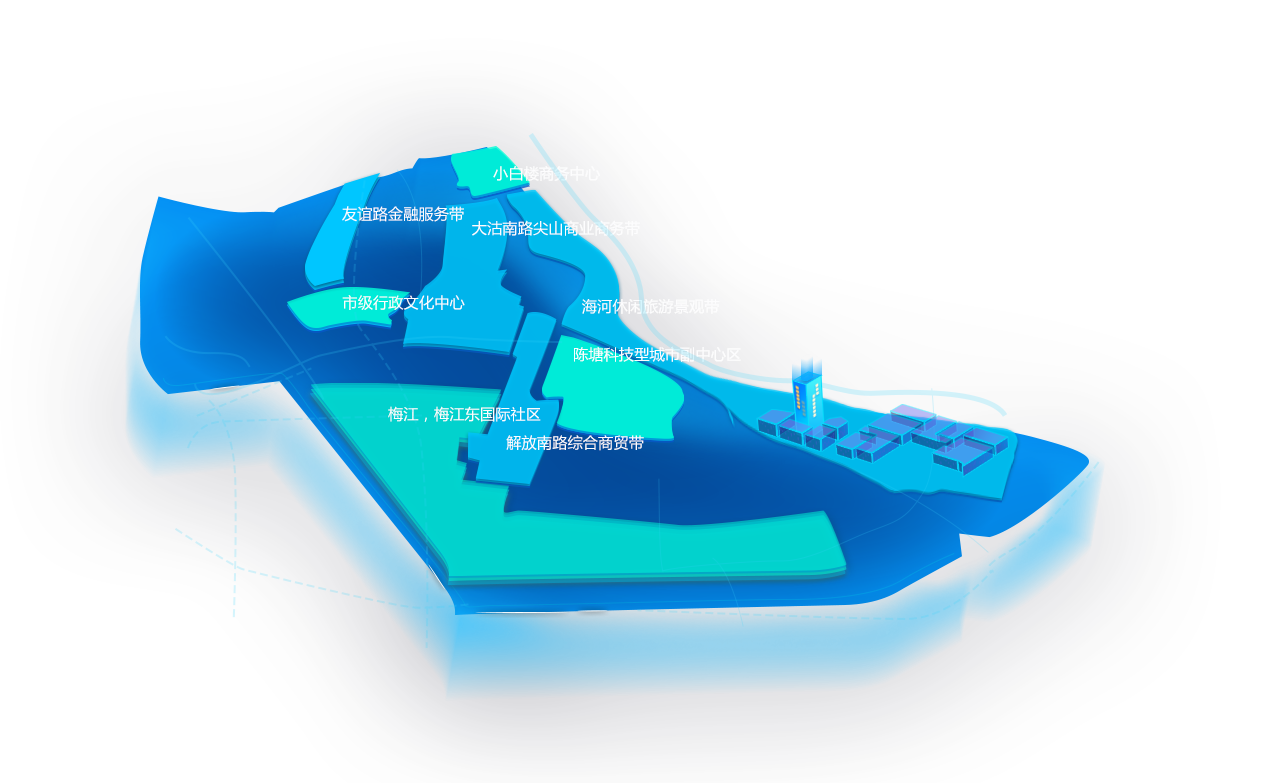 小白楼商务中心
友谊路金融服务带
大沽南路尖山商业商务带
市级行政文化中心
海河休闲旅游景观带
陈塘科技型城市副中心区
梅江，梅江东国际社区
解放南路综合商贸带